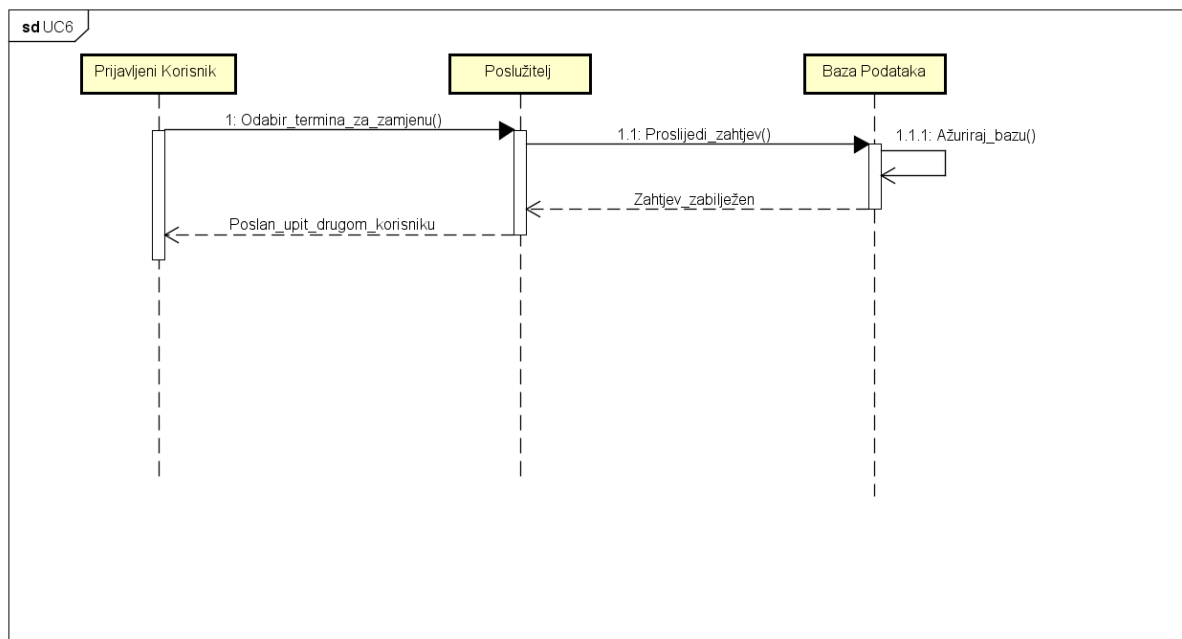 sd UC6
Prijavljeni Korisnik
Poslužitelj
Baza Podataka
1: Odabir_termina_za_zamjenu()
1.1: Proslijedi_zahtjev()
1.1.1: Ažuriraj_bazu()
Zahtjev_zabilježen
Poslan_upit_drugom_korisniku